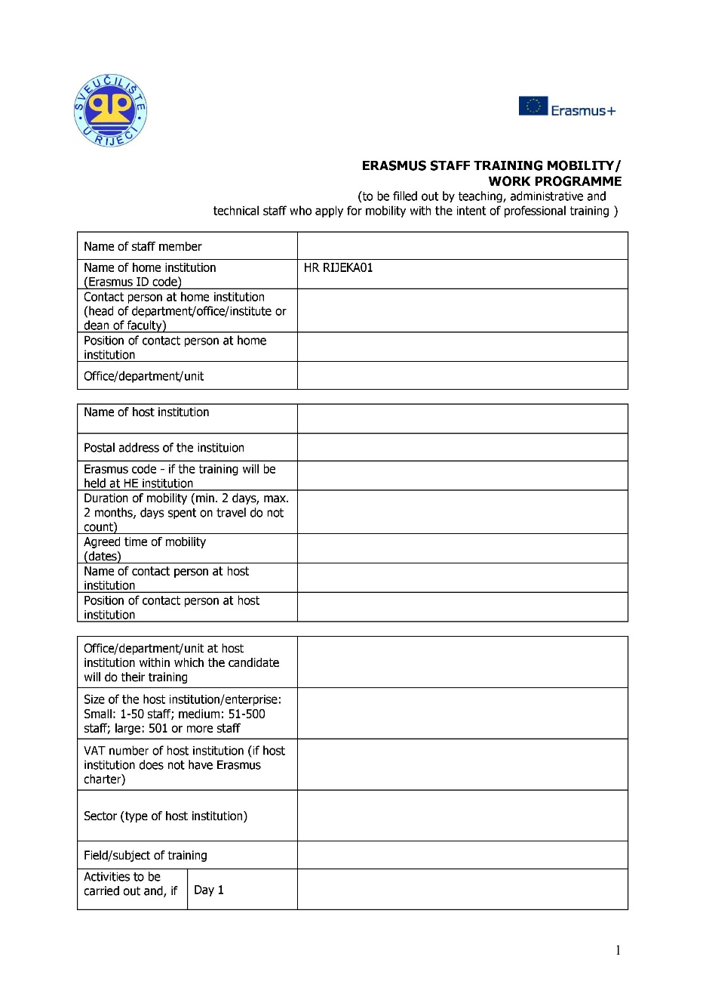 SVEUČILIŠTE
U RIJECI
Erasmus+
ERASMUS STAFF TRAINING MOBILITY/
WORK PROGRAMME
(to be filled out by teaching, administrative and
technical staff who apply for mobility with the intent of professional training )
Name of staff member
Name of home institution
(Erasmus ID code)
HR RIJEKA01
Contact person at home institution
(head of department/office/institute or
dean of faculty)
Position of contact person at home
institution
Office/department/unit
Name of host institution
Postal address of the instituion
Erasmus code - if the training will be
held at HE institution
Duration of mobility (min. 2 days, max.
2 months, days spent on travel do not
count)
Agreed time of mobility
(dates)
Name of contact person at host
institution
Position of contact person at host
institution
Office/department/unit at host
institution within which the candidate
will do their training
Size of the host institution/enterprise:
Small: 1-50 staff; medium: 51-500
staff; large: 501 or more staff
VAT number of host institution (if host
institution does not have Erasmus
charter)
Sector (type of host institution)
Field/subject of training
Activities to be
carried out and, if
Day 1
1